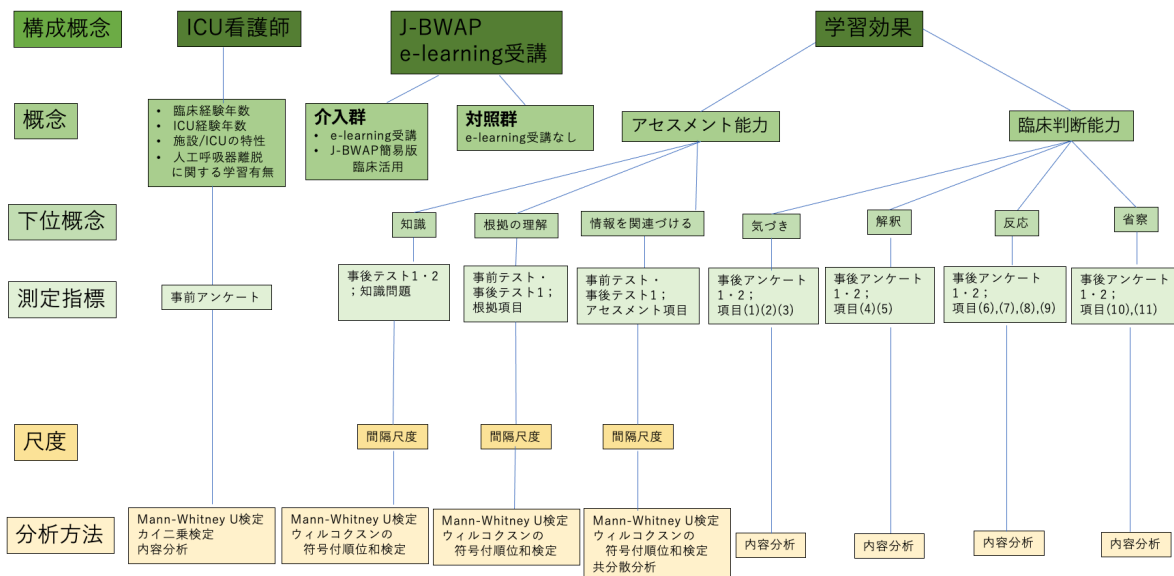 構成概念
ICU看護師
J-BWAP
e-learning受講
学習効果
概念
• 臨床経験年数
• ICU経験年数
• 施設/ICUの特性
• 人工呼吸器離脱
に関する学習有無
介入群
• e-learning受講
• J-BWAP簡易版
臨床活用
対照群
e-learning受講なし
アセスメント能力
臨床判断能力
下位概念
知識
根拠の理解
情報を関連づける
気づき
解釈
反応
省察
測定指標
事前アンケート
事後テスト1・2
；知識問題
事前テスト・
事後テスト1；
根拠項目
事前テスト・
事後テスト1；
アセスメント項目
事後アンケート
1・2；
項目(1)(2)(3)
事後アンケート
1・2；
項目(4)(5)
事後アンケート
1・2；
項目(6),(7),(8),(9)
事後アンケート
1・2；
項目(10),(11)
尺度
間隔尺度
間隔尺度
間隔尺度
分析方法
Mann-Whitney U検定
カイ二乗検定
内容分析
Mann-Whitney U検定
ウィルコクスンの
符号付順位和検定
Mann-Whitney U検定
ウィルコクスンの
符号付順位和検定
Mann-Whitney U検定
ウィルコクスンの
符号付順位和検定
共分散分析
内容分析
内容分析
内容分析
内容分析